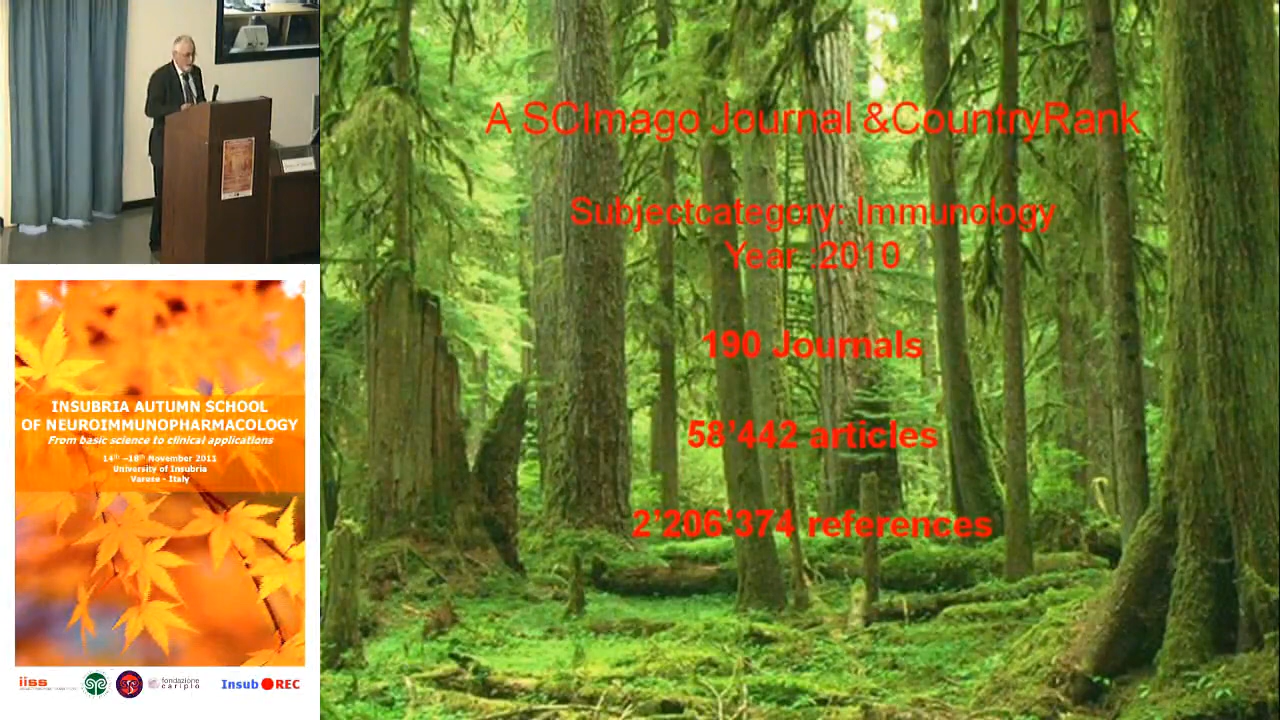 A SCImago Journal &CountryRank
Subjectcategory: Immunology
Year :2010
190 Journals
58'442 articles
2'206'374 references
INSUBRIA AUTUMN SCHOOL
OF NEUROIMMUNOPHARMACOLOGY
From basic science to clinical applications
14th –18th November 2011
University of Insubria
Varese - Italy
iiss
fondazione
cariplo
Insub REC